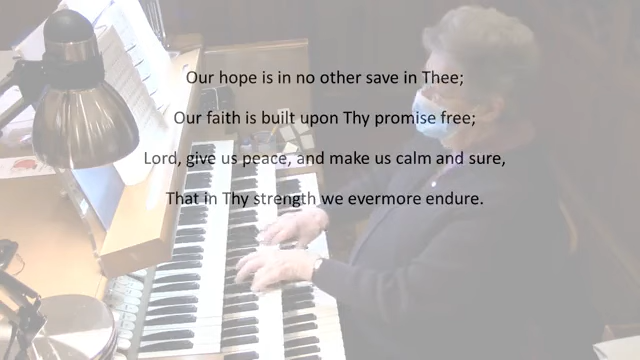 Our hope is in no other save in Thee;
Our faith is built upon Thy promise free;
Lord, give us peace, and make us calm and sure,
That in Thy strength we evermore endure.